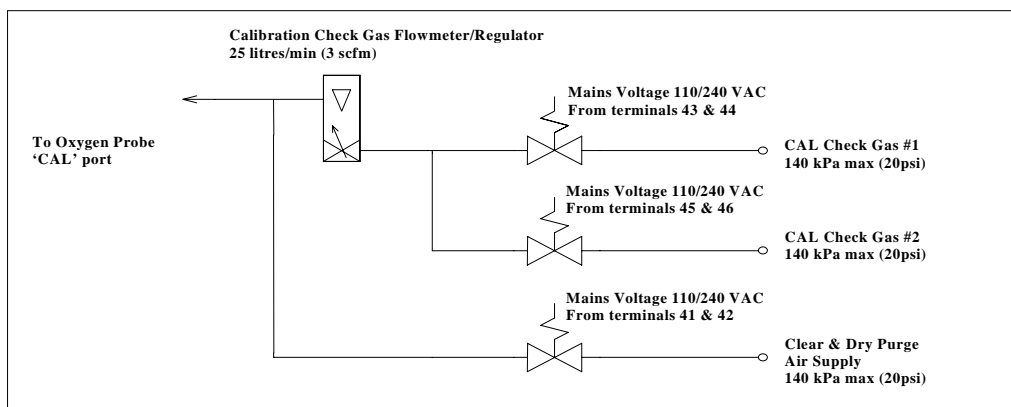 Calibration Check Gas Flowmeter/Regulator
25 litres/min (3 scfm)
Mains Voltage 110/240 VAC
From terminals 43 & 44
To Oxygen Probe
‘CAL’ port
CAL Check Gas #1
140 kPa max (20psi)
Mains Voltage 110/240 VAC
From terminals 45 & 46
CAL Check Gas #2
140 kPa max (20psi)
Mains Voltage 110/240 VAC
From terminals 41 & 42
Clear & Dry Purge
Air Supply
140 kPa max (20psi)